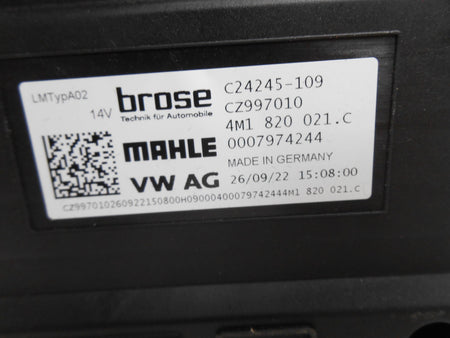 LMTypA02
14V
brose
Technik für Automobile
MAHLE
VW AG
C24245-109
CZ997010
4M1 820 021.C
0007974244
MADE IN GERMANY
26/09/22 15:08:00
CZ997010260922150800H09000400079742444M1 820 021.C